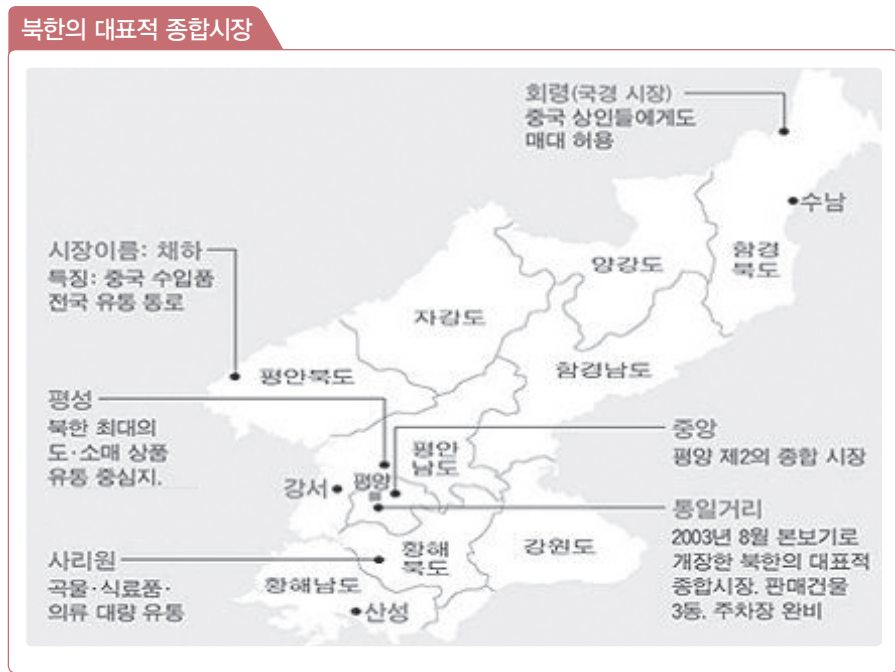 북한의 대표적 종합시장
회령(국경 시장)
중국 상인들에게도
매대 허용
수남
함경
북도
양강도
시장이름: 채하
특징: 중국 수입품
전국 유통 통로
자강도
함경남도
평안북도
평성
북한 최대의
도·소매 상품
유통 중심지.
평안
남도
중앙
평양 제2의 종합 시장
강서
평양
통일거리
2003년 8월 본보기로
개장한 북한의 대표적
종합시장. 판매건물
3동. 주차장 완비
강원도
황해
북도
사리원
곡물·식료품·
의류 대량 유통
황해남도
산성